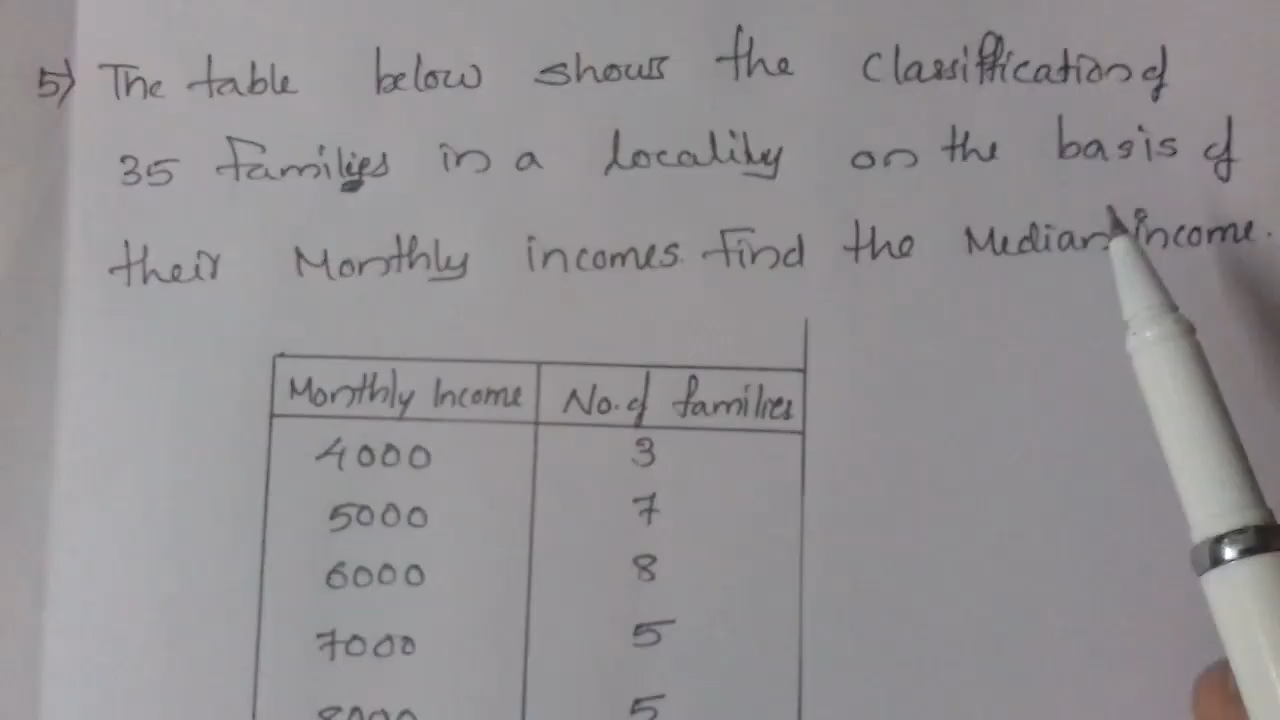 5) The table below shows the classification of
35 families in a locality on the basis of
their Monthly incomes. Find the Median income.
Monthly Income No. of families
4000 3
5000 7
6000 8
7000 5
8000 5